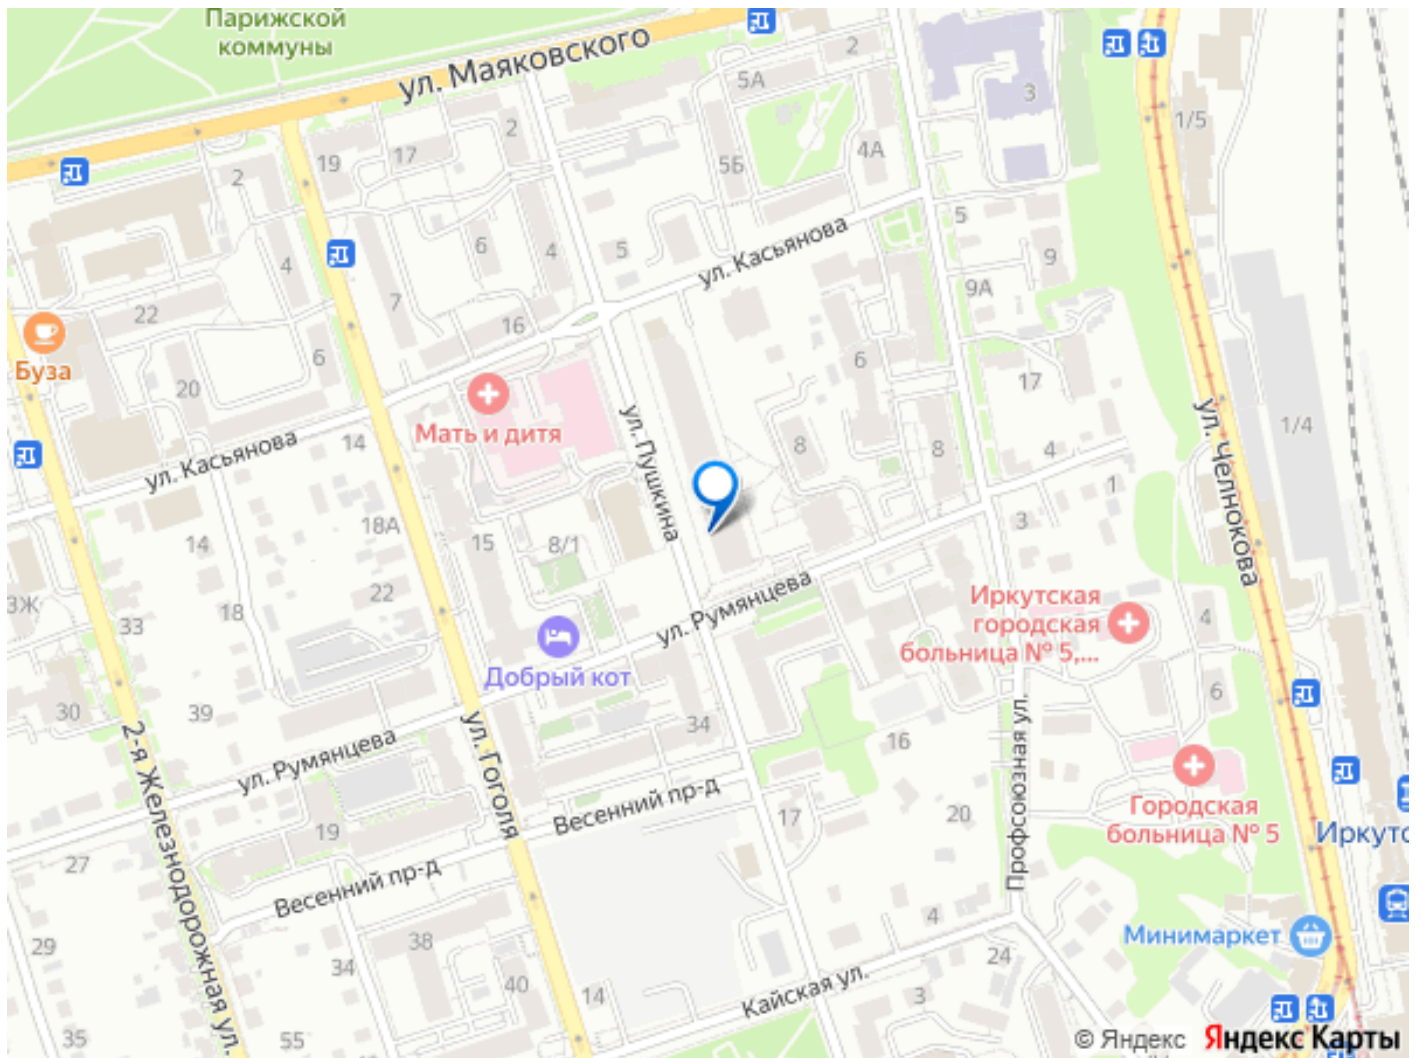 Парижской
коммуны
ул. Маяковского
2
5А
3
1/5
2
19
17
2
5Б
4А
ул. Касьянова
5
5
6
4
9
4
9А
7
22
16
6
6
Буза
20
17
Мать и дитя
ул. Пушкина
ул. Челнокова
1/4
14
ул. Касьянова
8
8
4
1
18А
3
14
15
8/1
22
ул. Румянцева
3Ж
18
33
Иркутская
городская
больница № 5,...
4
Добрый кот
6
30
39
34
16
ул. Гоголя
2-я Железнодорожная ул.
ул. Румянцева
Профсоюзная ул.
Весенний пр-д
Городская
больница № 5
19
17
20
Иркутс
27
Весенний пр-д
4
Минимаркет
29
38
24
34
40
14
Кайская ул.
3
35
55
© Яндекс Яндекс Карты